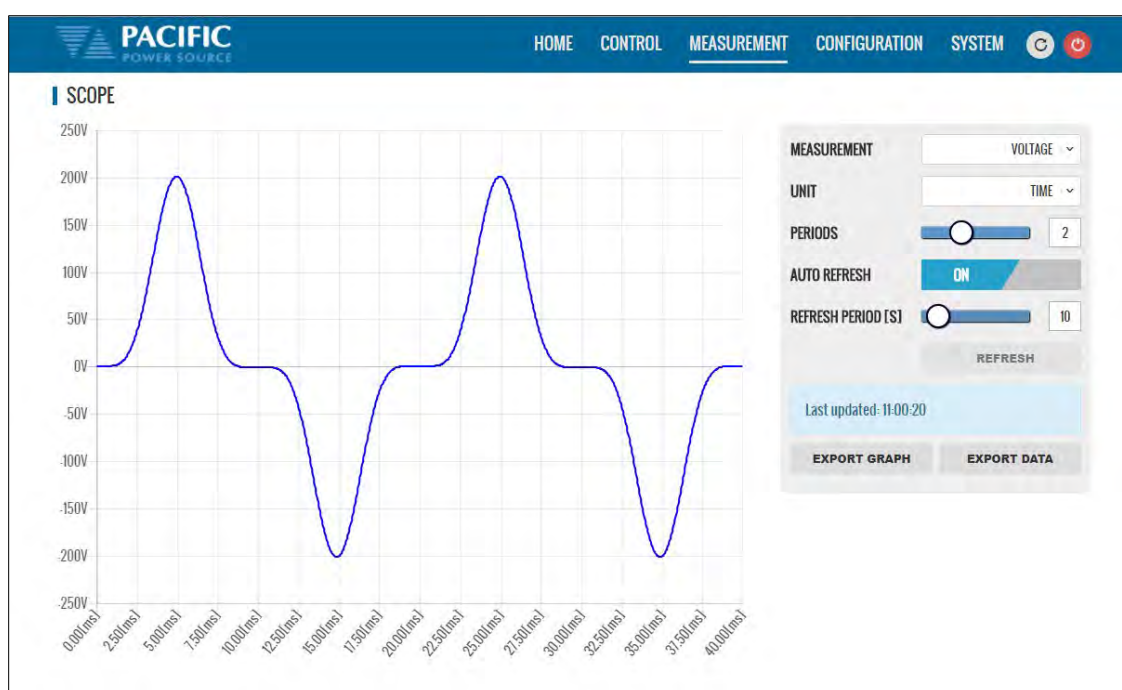 PACIFIC
POWER SOURCE
HOME CONTROL MEASUREMENT CONFIGURATION SYSTEM
SCOPE
250V
200V
150V
100V
50V
0V
-50V
-100V
-150V
-200V
-250V
0.00[ms] 2.50[ms] 5.00[ms] 7.50[ms] 10.00[ms] 12.50[ms] 15.00[ms] 17.50[ms] 20.00[ms] 22.50[ms] 25.00[ms] 27.50[ms] 30.00[ms] 32.50[ms] 35.00[ms] 37.50[ms] 40.00[ms]
MEASUREMENT VOLTAGE
UNIT TIME
PERIODS 2
AUTO REFRESH ON
REFRESH PERIOD [S] 10
REFRESH
Last updated: 11:00:20
EXPORT GRAPH EXPORT DATA